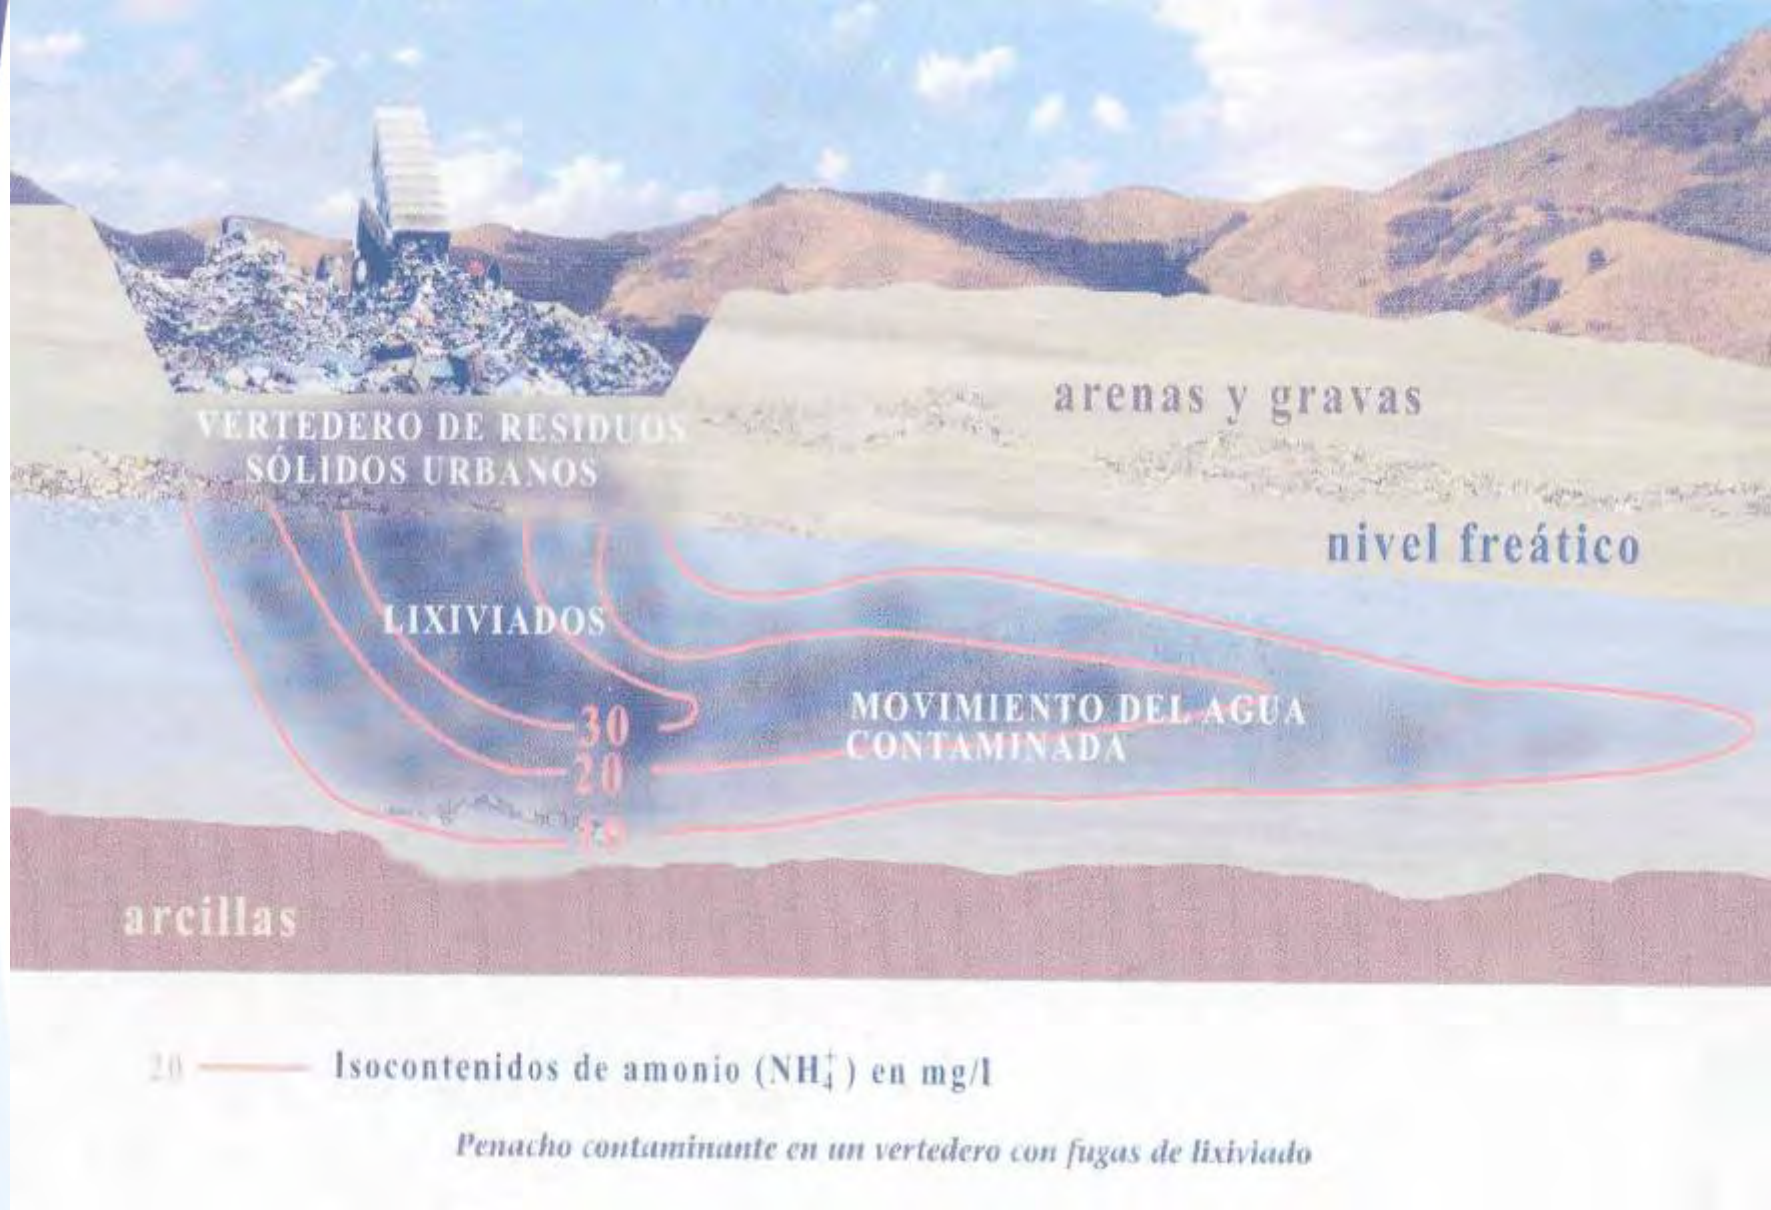 arenas y gravas
VERTEDERO DE RESIDUOS
SÓLIDOS URBANOS
nivel freático
LIXIVIADOS
MOVIMIENTO DEL AGUA
CONTAMINADA
30
20
arcillas
20 Isocontenidos de amonio (NH₄⁺) en mg/l
Penacho contaminante en un vertedero con fugas de lixiviado